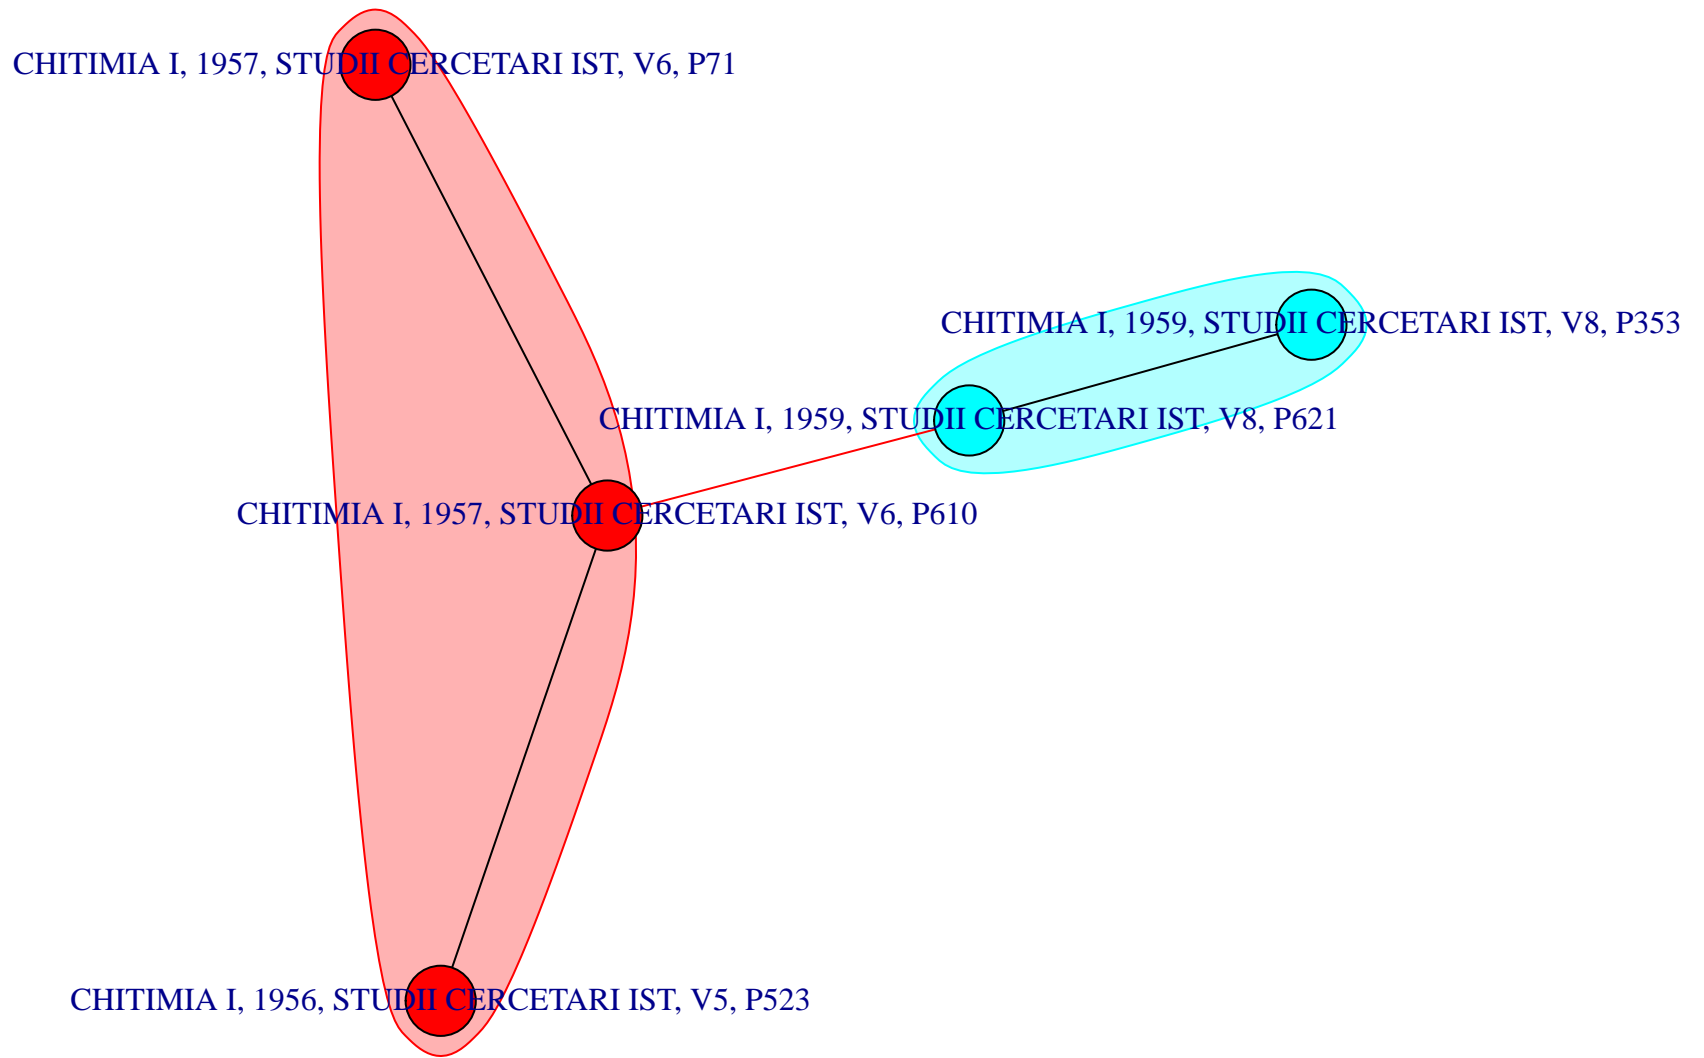 CHITIMIA I, 1957, STUDII CERCETARI IST, V6, P71
CHITIMIA I, 1959, STUDII CERCETARI IST, V8, P353
CHITIMIA I, 1959, STUDII CERCETARI IST, V8, P621
CHITIMIA I, 1957, STUDII CERCETARI IST, V6, P610
CHITIMIA I, 1956, STUDII CERCETARI IST, V5, P523